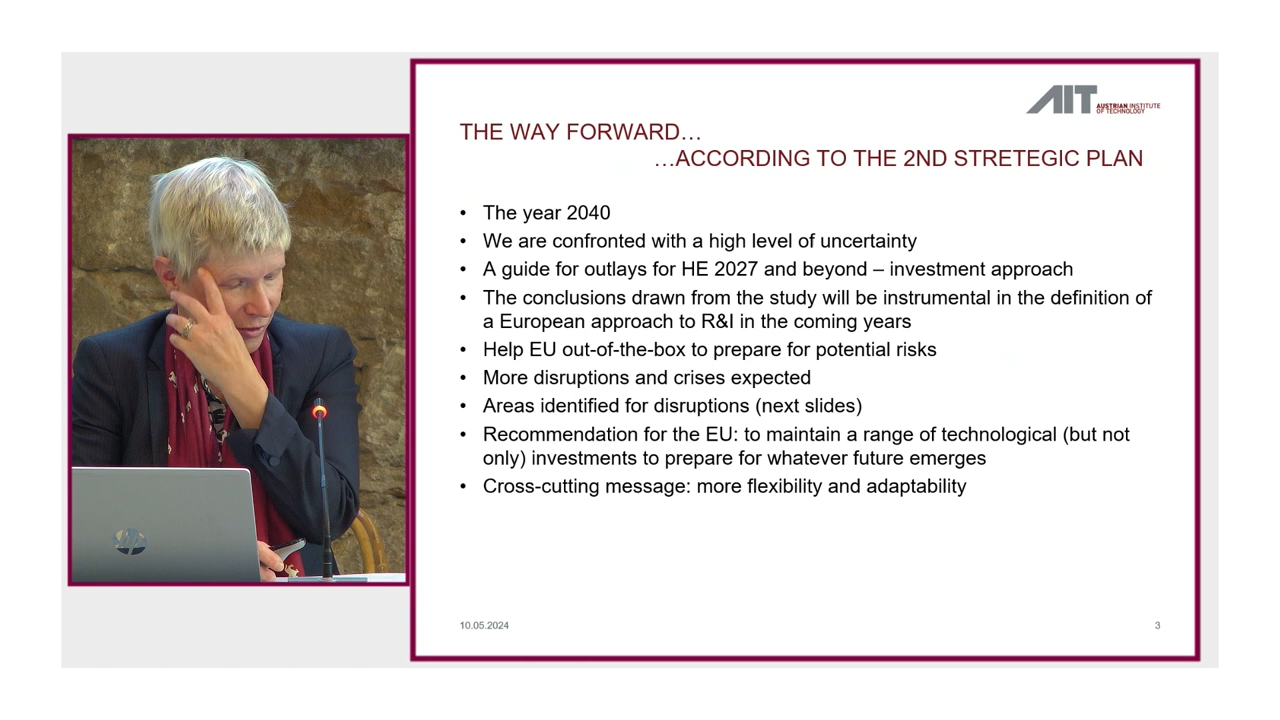 AIT AUSTRIAN INSTITUTE
OF TECHNOLOGY
THE WAY FORWARD…
…ACCORDING TO THE 2ND STRETEGIC PLAN
• The year 2040
• We are confronted with a high level of uncertainty
• A guide for outlays for HE 2027 and beyond – investment approach
• The conclusions drawn from the study will be instrumental in the definition of
a European approach to R&I in the coming years
• Help EU out-of-the-box to prepare for potential risks
• More disruptions and crises expected
• Areas identified for disruptions (next slides)
• Recommendation for the EU: to maintain a range of technological (but not
only) investments to prepare for whatever future emerges
• Cross-cutting message: more flexibility and adaptability
10.05.2024
3
hp